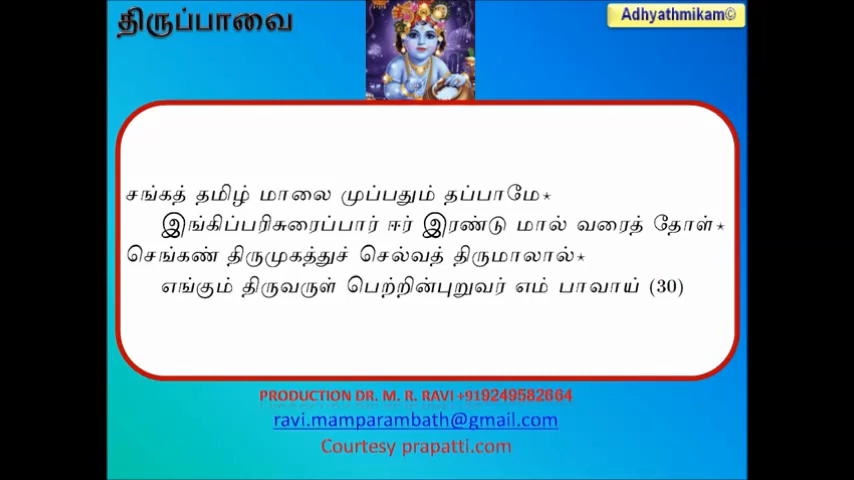 திருப்பாவை
Adhyathmikam©
சங்கத் தமிழ் மாலை முப்பதும் தப்பாமே⋆
இங்கிப்பரிசுரைப்பார் ஈர் இரண்டு மால் வரைத் தோள்⋆
செங்கண் திருமுகத்துச் செல்வத் திருமாலால்⋆
எங்கும் திருவருள் பெற்றின்புறுவர் எம் பாவாய் (30)
PRODUCTION DR. M. R. RAVI +919249582664
ravi.mamparambath@gmail.com
Courtesy prapatti.com